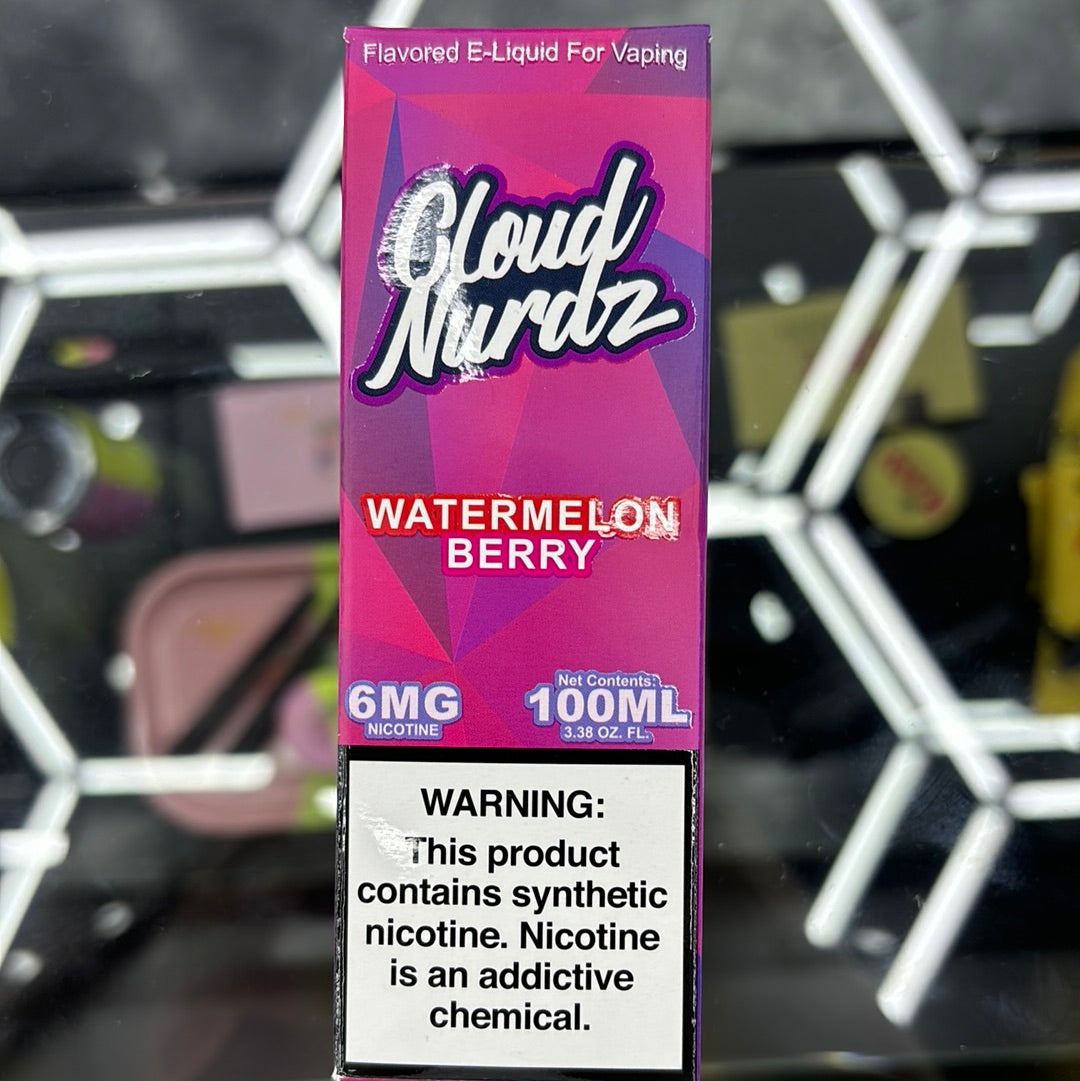 Flavored E-Liquid For Vaping
Cloud
Nurdz
WATERMELON
BERRY
6MG
NICOTINE
Net Contents:
100ML
3.38 OZ. FL.
WARNING:
This product
contains synthetic
nicotine. Nicotine
is an addictive
chemical.